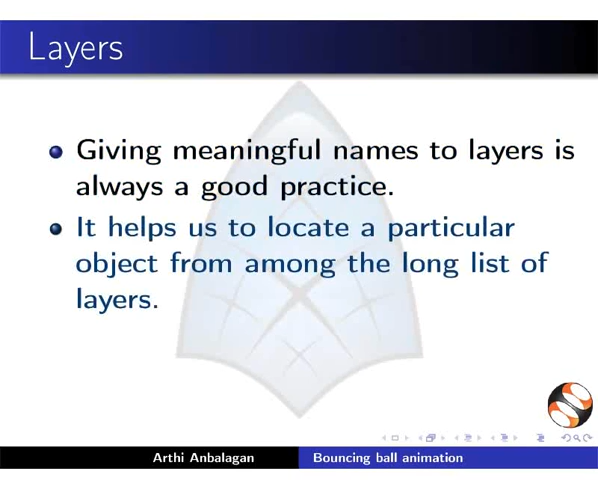 Layers
Giving meaningful names to layers is
always a good practice.
It helps us to locate a particular
object from among the long list of
layers.
Arthi Anbalagan
Bouncing ball animation